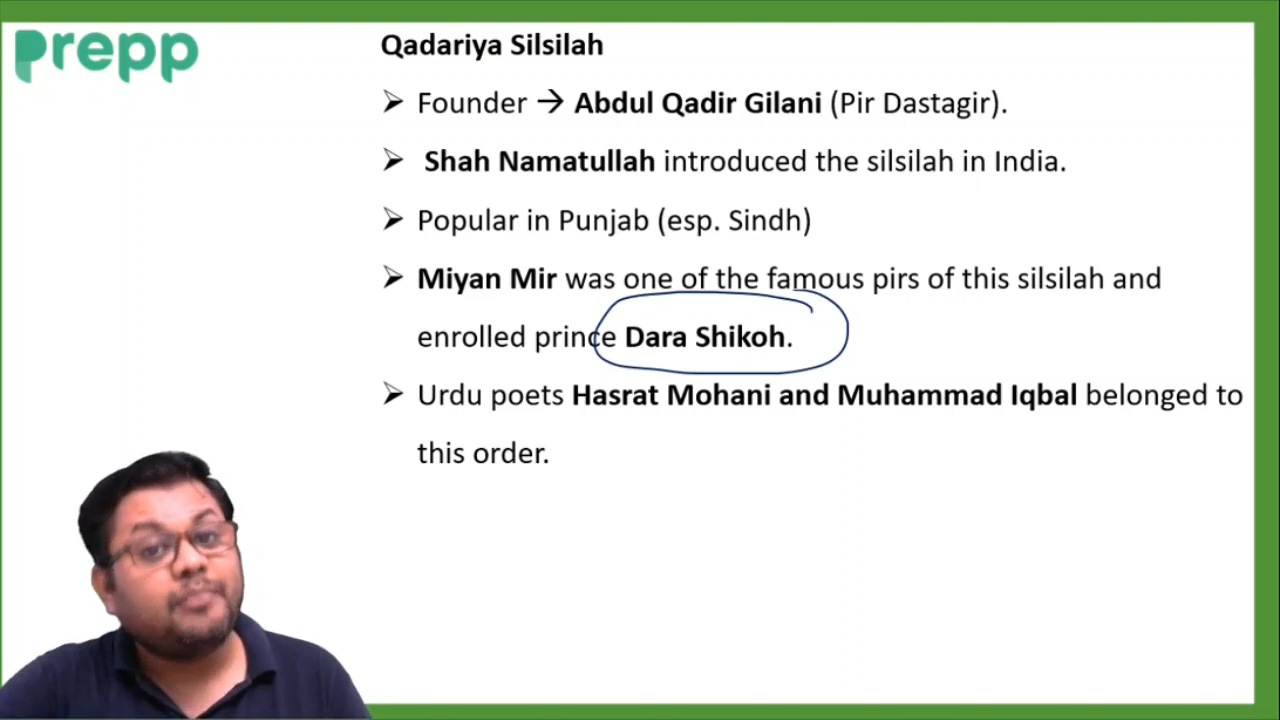 prepp
Qadariya Silsilah
➢ Founder → Abdul Qadir Gilani (Pir Dastagir).
➢ Shah Namatullah introduced the silsilah in India.
➢ Popular in Punjab (esp. Sindh)
➢ Miyan Mir was one of the famous pirs of this silsilah and
enrolled prince Dara Shikoh.
➢ Urdu poets Hasrat Mohani and Muhammad Iqbal belonged to
this order.